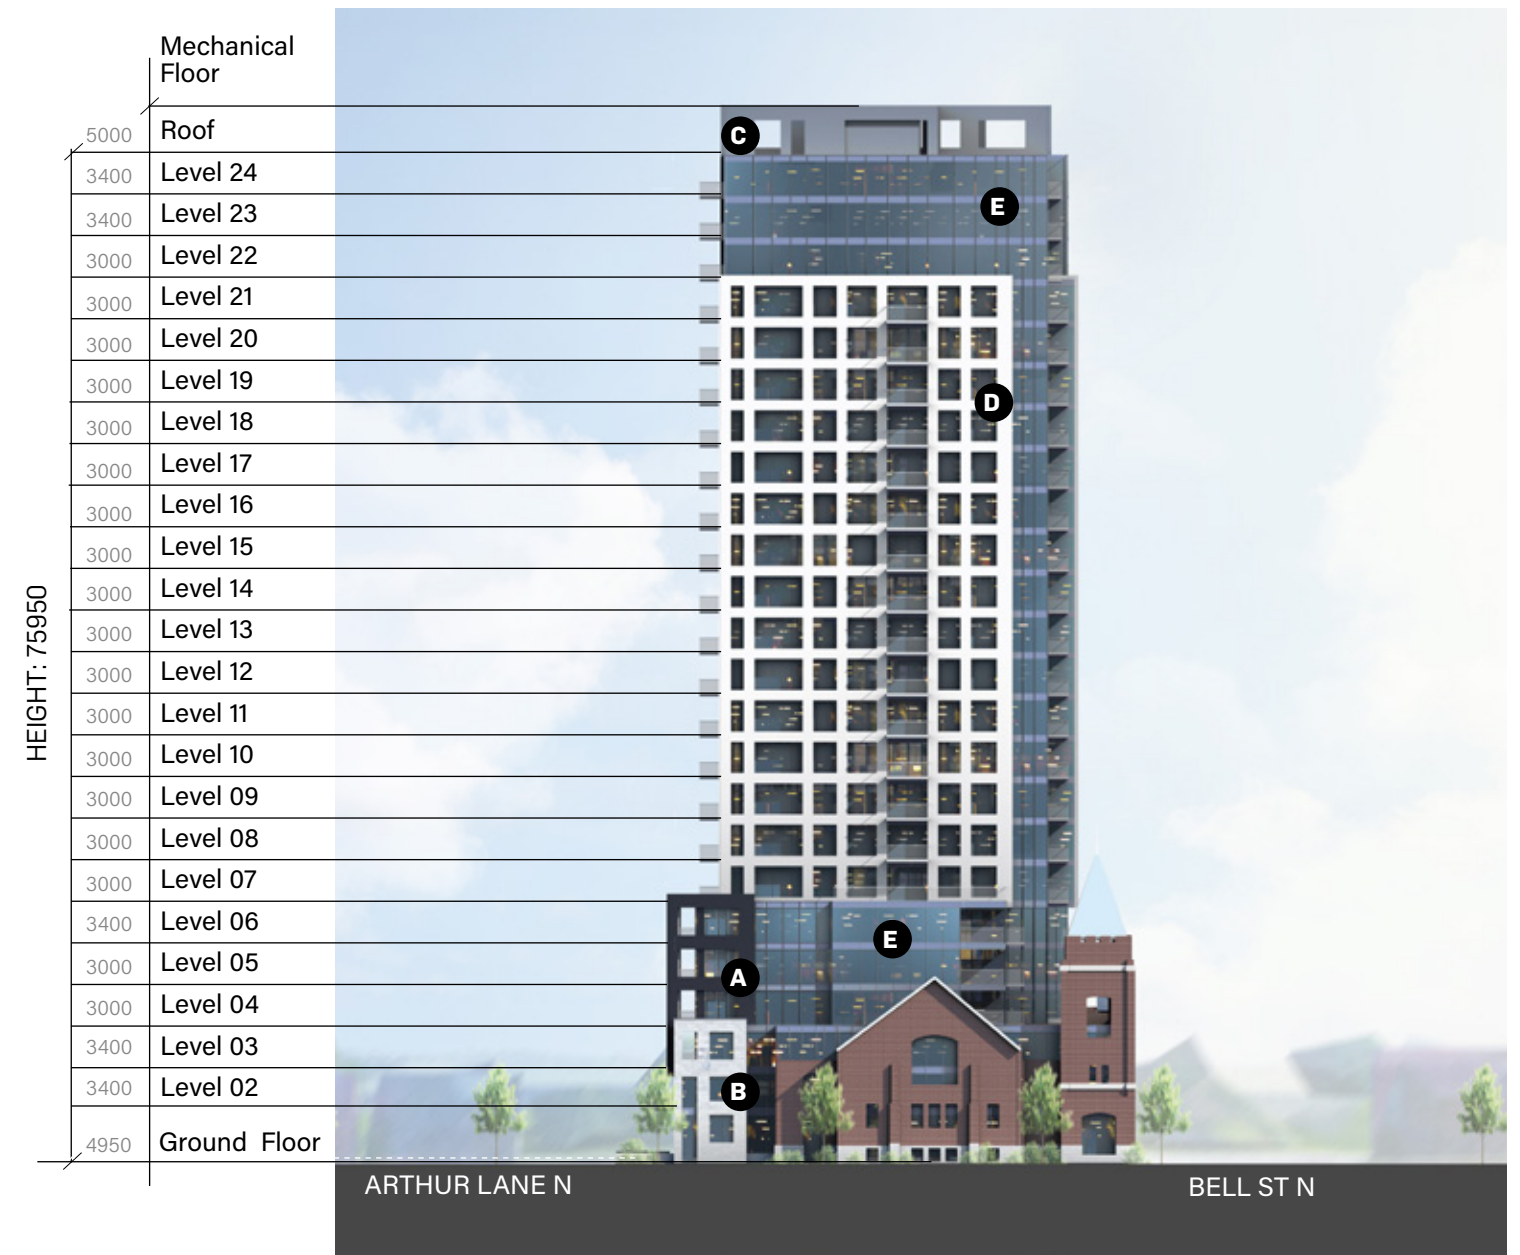 Mechanical
Floor
5000 Roof
3400 Level 24
3400 Level 23
3000 Level 22
3000 Level 21
3000 Level 20
3000 Level 19
3000 Level 18
3000 Level 17
3000 Level 16
3000 Level 15
3000 Level 14
3000 Level 13
3000 Level 12
3000 Level 11
3000 Level 10
3000 Level 09
3000 Level 08
3000 Level 07
3400 Level 06
3000 Level 05
3000 Level 04
3400 Level 03
3400 Level 02
4950 Ground Floor
HEIGHT: 75950
C
E
D
E
A
B
ARTHUR LANE N
BELL ST N